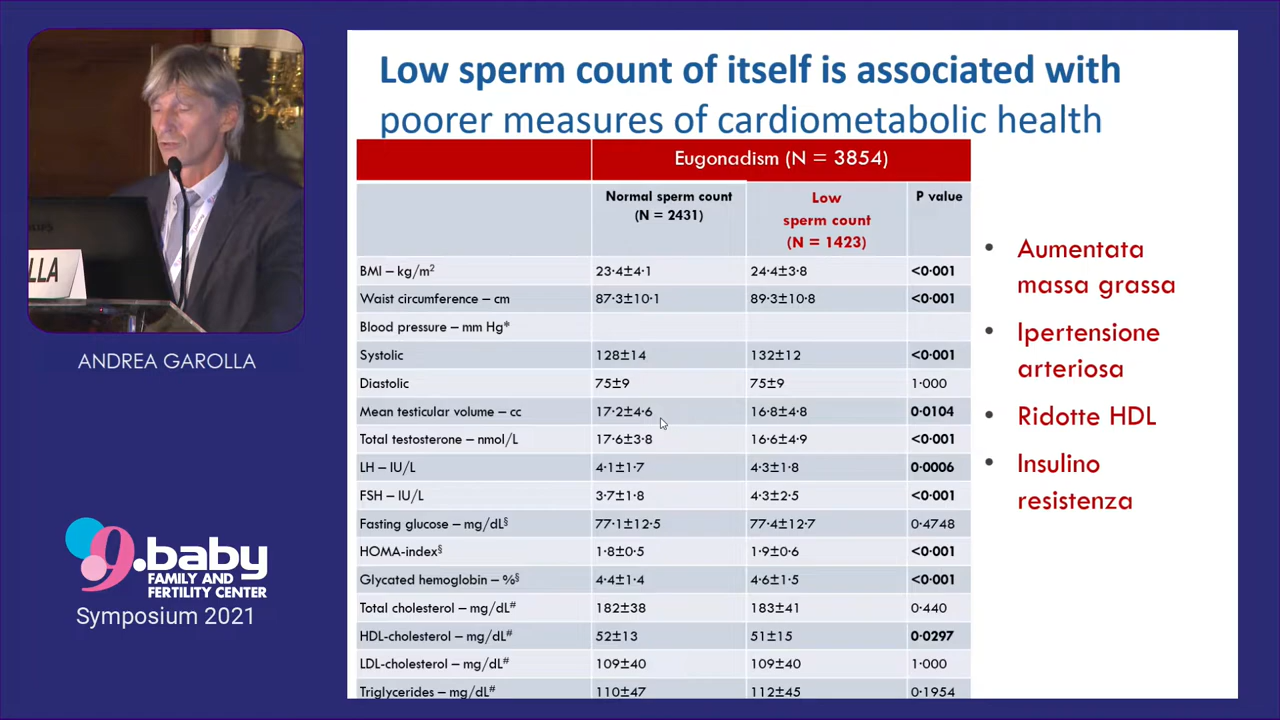 Low sperm count of itself is associated with
poorer measures of cardiometabolic health
Eugonadism (N = 3854)
Normal sperm count
(N = 2431)
Low
sperm count
(N = 1423)
P value
BMI – kg/m² 23·4±4·1 24·4±3·8 <0·001
Waist circumference – cm 87·3±10·1 89·3±10·8 <0·001
Blood pressure – mm Hg*
Systolic 128±14 132±12 <0·001
Diastolic 75±9 75±9 1·000
Mean testicular volume – cc 17·2±4·6 16·8±4·8 0·0104
Total testosterone – nmol/L 17·6±3·8 16·6±4·9 <0·001
LH – IU/L 4·1±1·7 4·3±1·8 0·0006
FSH – IU/L 3·7±1·8 4·3±2·5 <0·001
Fasting glucose – mg/dL§ 77·1±12·5 77·4±12·7 0·4748
HOMA-index§ 1·8±0·5 1·9±0·6 <0·001
Glycated hemoglobin – %§ 4·4±1·4 4·6±1·5 <0·001
Total cholesterol – mg/dL# 182±38 183±41 0·440
HDL-cholesterol – mg/dL# 52±13 51±15 0·0297
LDL-cholesterol – mg/dL# 109±40 109±40 1·000
Triglycerides – mg/dL# 110±47 112±45 0·1954
• Aumentata
massa grassa
• Ipertensione
arteriosa
• Ridotte HDL
• Insulino
resistenza
LLA
ANDREA GAROLLA
9.baby
FAMILY AND
FERTILITY CENTER
Symposium 2021